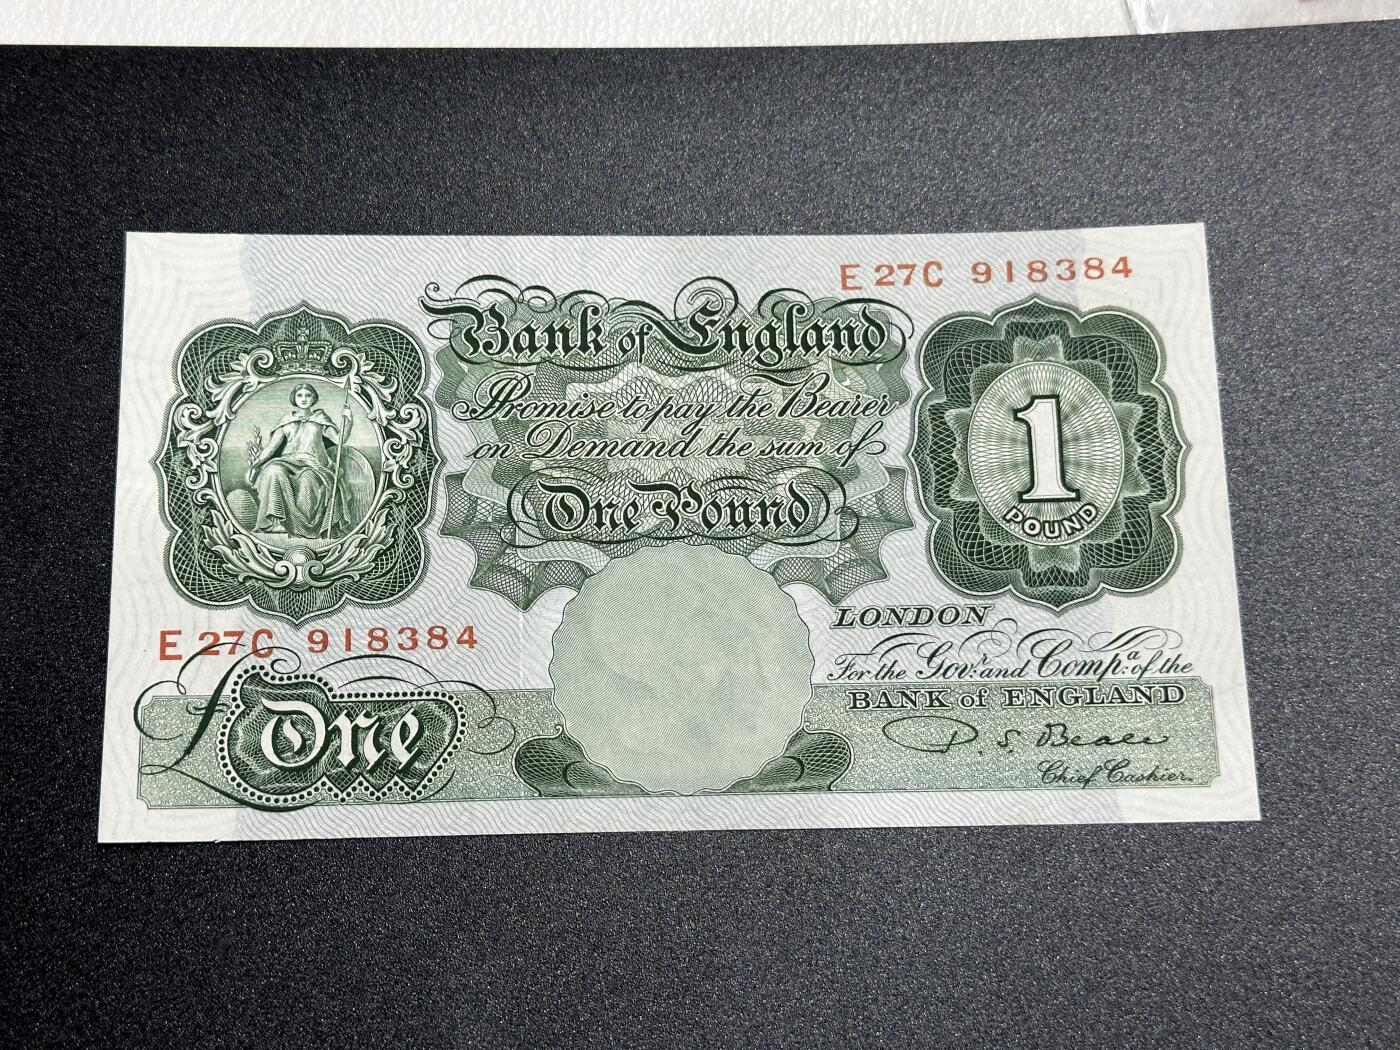 E 27C 918384
Bank of England
Promise to pay the Bearer
on Demand the sum of
One Pound
1
POUND
E 27C 918384
£ One
LONDON
For the Govr. and Compa. of the
BANK of ENGLAND
P. S. Beale
Chief Cashier.